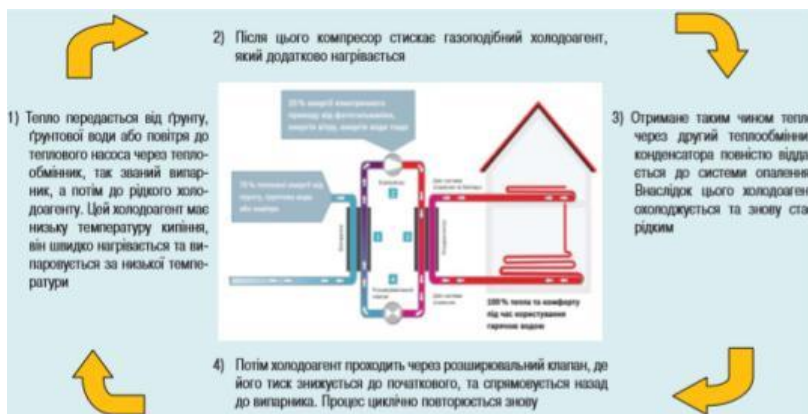 2) Після цього компресор стискає газоподібний холодоагент,
який додатково нагрівається
1) Тепло передається від ґрунту,
ґрунтової води або повітря до
теплового насоса через тепло-
обмінник, так званий випар-
ник, а потім до рідкого холо-
доагенту. Цей холодоагент має
низьку температуру кипіння,
він швидко нагрівається та ви-
паровується за низької темпе-
ратури
3) Отримане таким чином тепло
через другий теплообмінник
конденсатора повністю відда-
ється до системи опалення.
Внаслідок цього холодоагент
охолоджується та знову стає
рідким
100% тепла та комфорту
під час користування
гарячою водою
4) Потім холодоагент проходить через розширювальний клапан, де
його тиск знижується до початкового, та спрямовується назад
до випарника. Процес циклічно повторюється знову